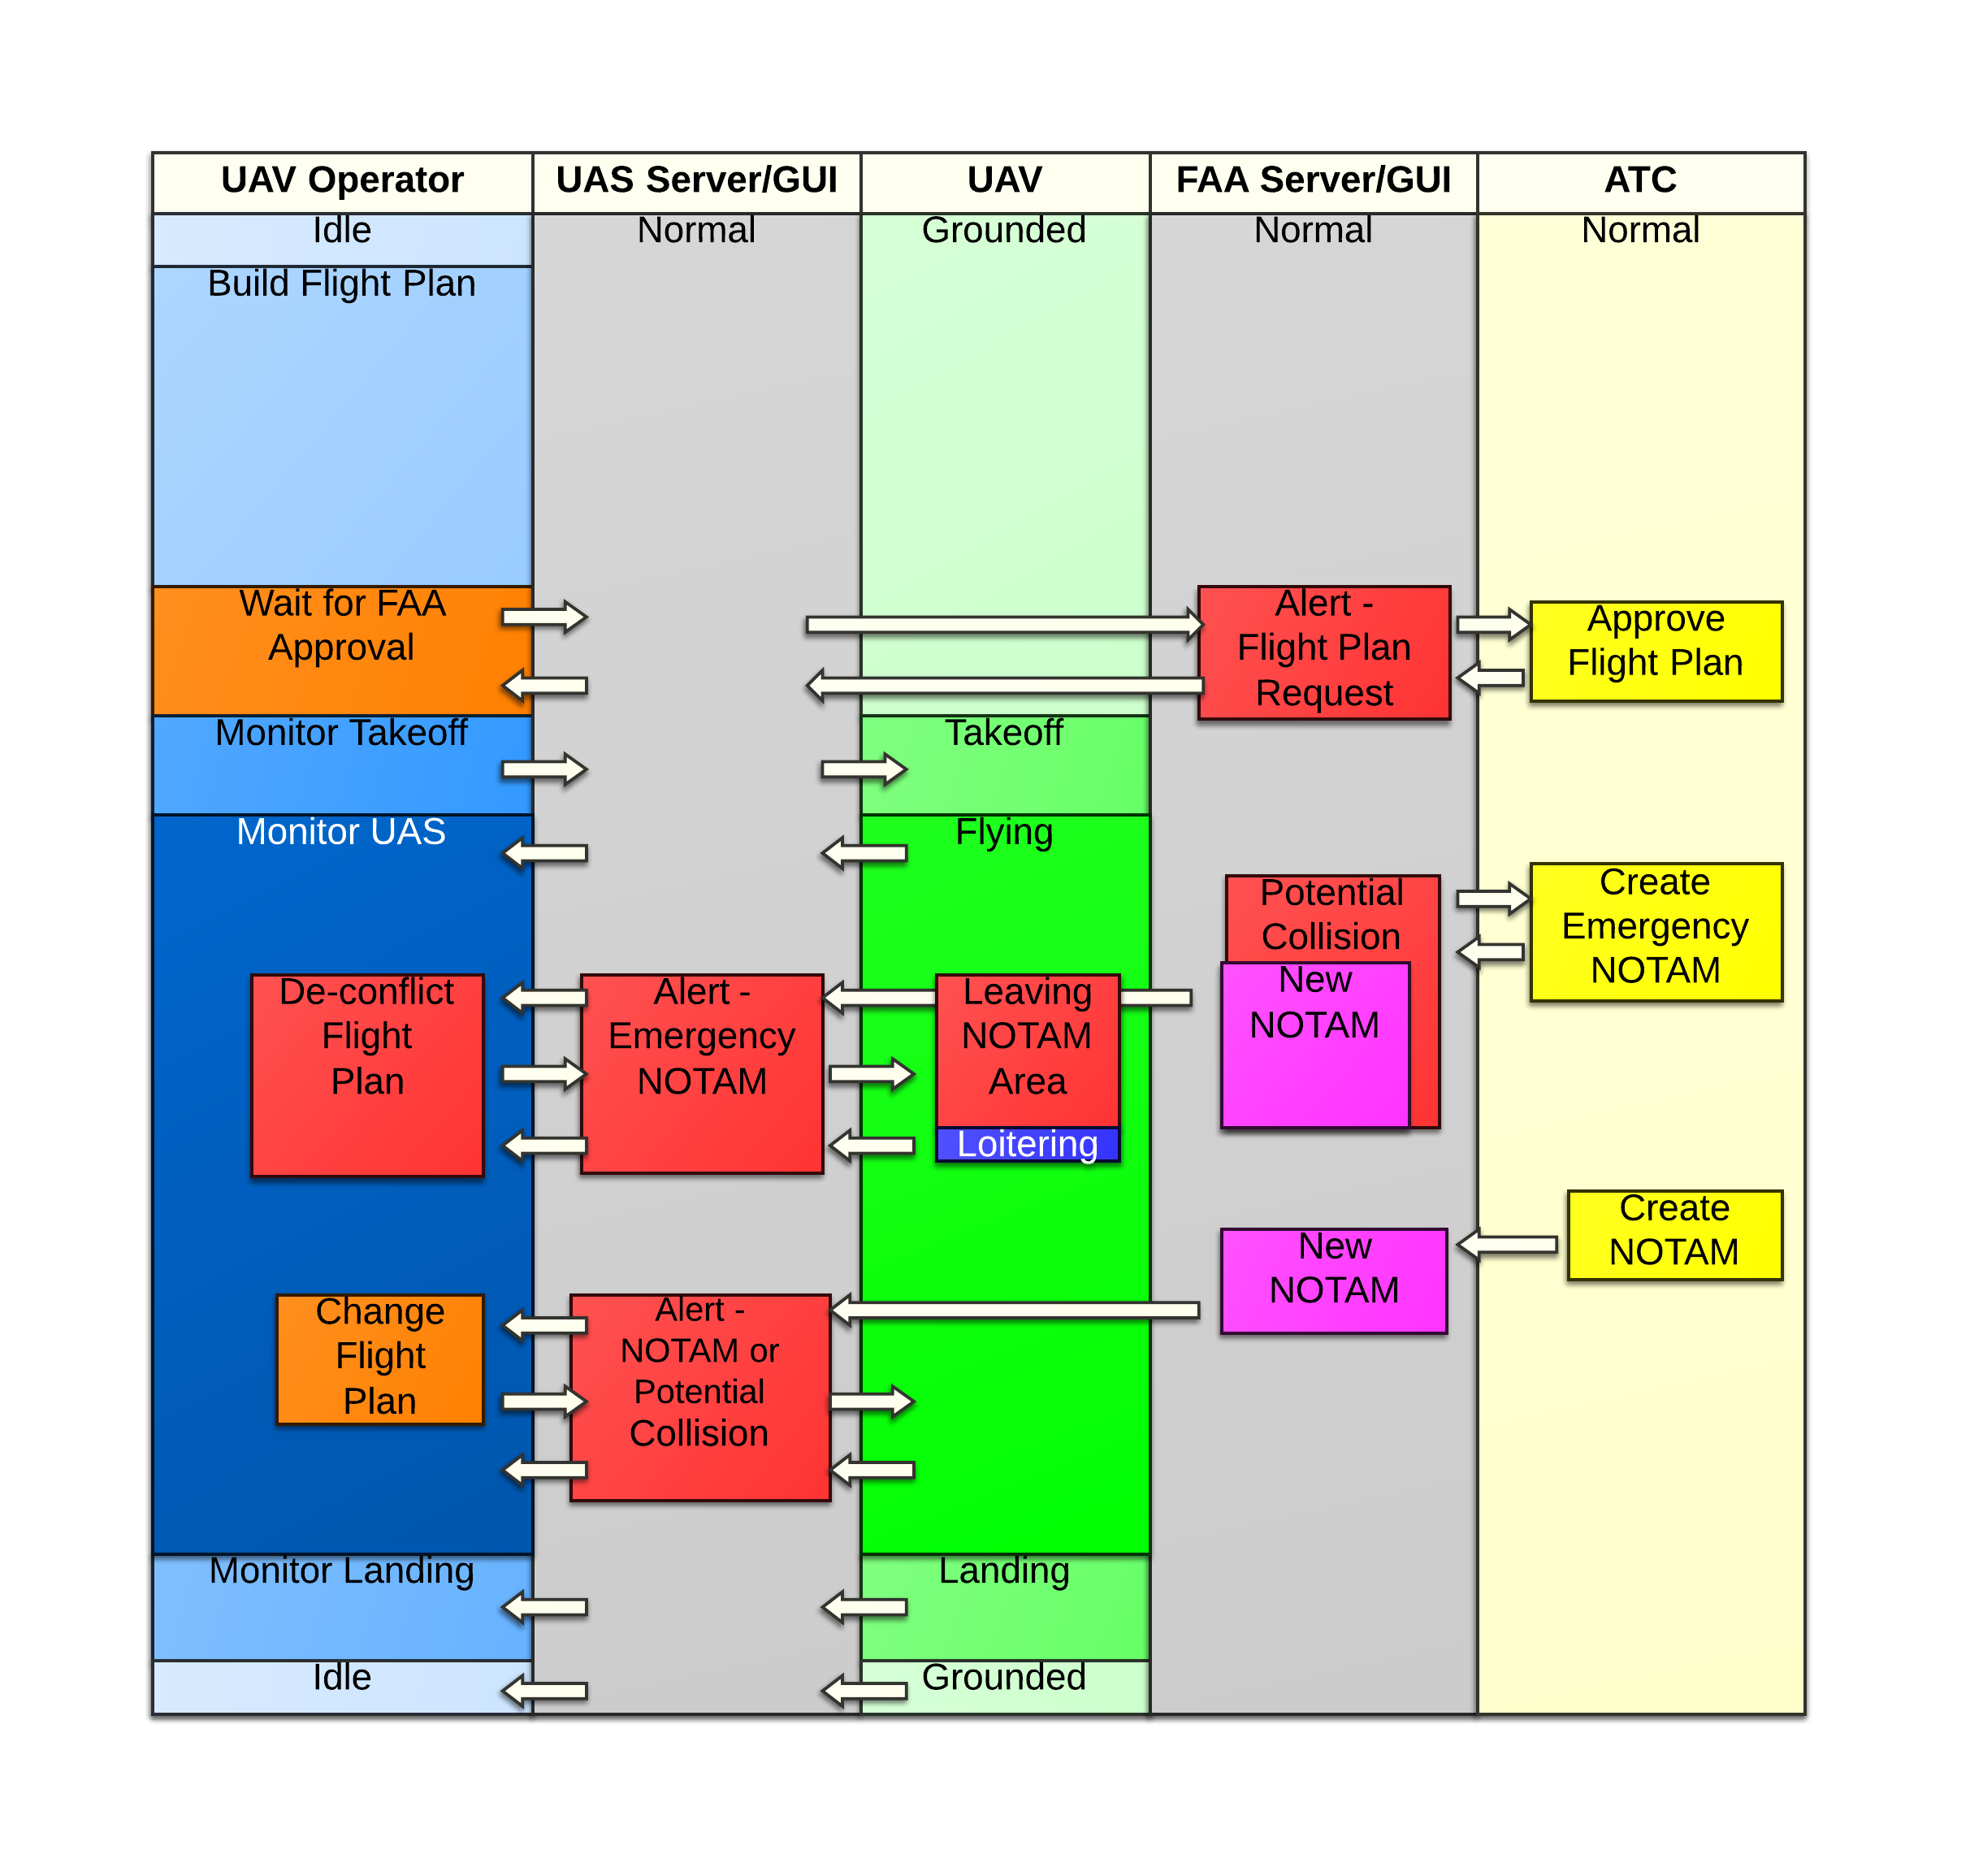 UAV Operator
UAS Server/GUI
UAV
FAA Server/GUI
ATC
Idle
Normal
Grounded
Normal
Normal
Build Flight Plan
Wait for FAA
Approval
Alert -
Flight Plan
Request
Approve
Flight Plan
Monitor Takeoff
Takeoff
Monitor UAS
Flying
Potential
Collision
New
NOTAM
Create
Emergency
NOTAM
De-conflict
Flight
Plan
Alert -
Emergency
NOTAM
Leaving
NOTAM
Area
Loitering
Create
NOTAM
New
NOTAM
Change
Flight
Plan
Alert -
NOTAM or
Potential
Collision
Monitor Landing
Landing
Idle
Grounded